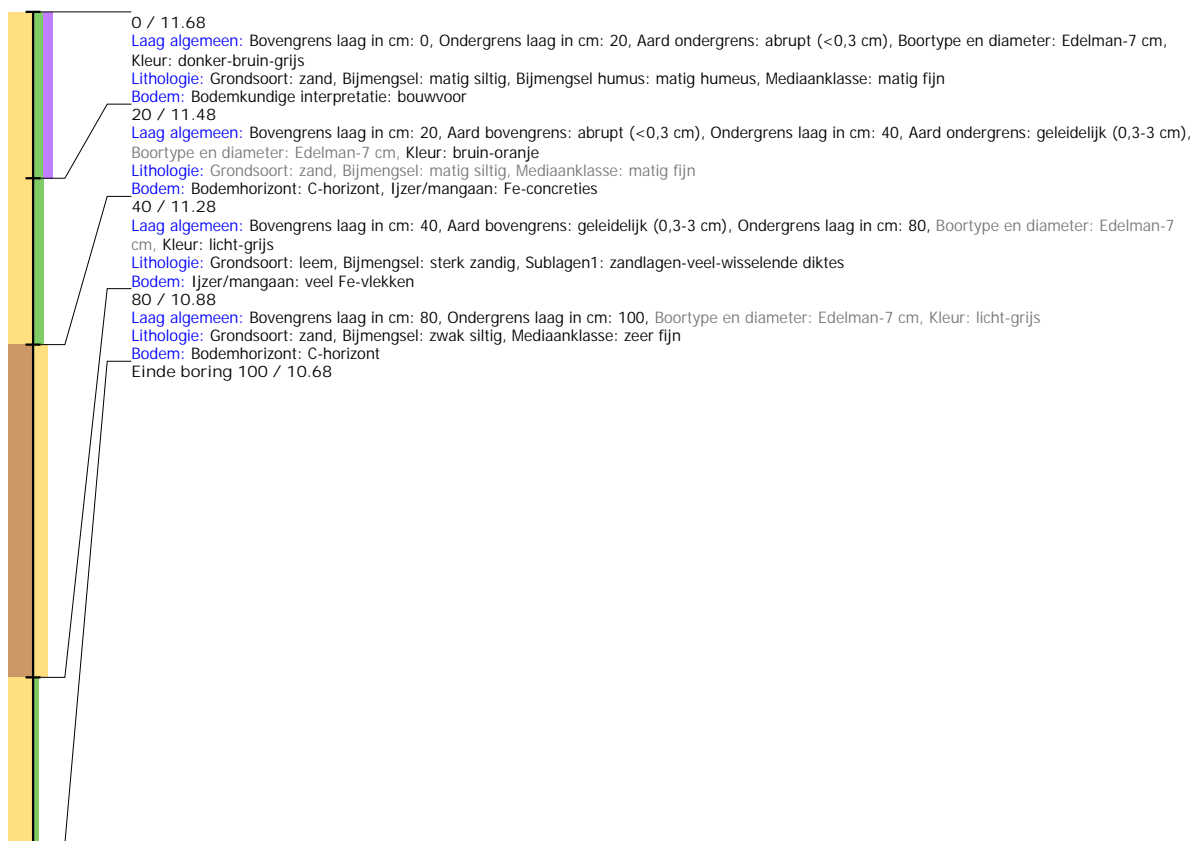 0 / 11.68
Laag algemeen: Bovengrens laag in cm: 0, Ondergrens laag in cm: 20, Aard ondergrens: abrupt (<0,3 cm), Boortype en diameter: Edelman-7 cm,
Kleur: donker-bruin-grijs
Lithologie: Grondsoort: zand, Bijmengsel: matig siltig, Bijmengsel humus: matig humeus, Mediaanklasse: matig fijn
Bodem: Bodemkundige interpretatie: bouwvoor
20 / 11.48
Laag algemeen: Bovengrens laag in cm: 20, Aard bovengrens: abrupt (<0,3 cm), Ondergrens laag in cm: 40, Aard ondergrens: geleidelijk (0,3-3 cm),
Boortype en diameter: Edelman-7 cm, Kleur: bruin-oranje
Lithologie: Grondsoort: zand, Bijmengsel: matig siltig, Mediaanklasse: matig fijn
Bodem: Bodemhorizont: C-horizont, Ijzer/mangaan: Fe-concreties
40 / 11.28
Laag algemeen: Bovengrens laag in cm: 40, Aard bovengrens: geleidelijk (0,3-3 cm), Ondergrens laag in cm: 80, Boortype en diameter: Edelman-7
cm, Kleur: licht-grijs
Lithologie: Grondsoort: leem, Bijmengsel: sterk zandig, Sublagen1: zandlagen-veel-wisselende diktes
Bodem: Ijzer/mangaan: veel Fe-vlekken
80 / 10.88
Laag algemeen: Bovengrens laag in cm: 80, Ondergrens laag in cm: 100, Boortype en diameter: Edelman-7 cm, Kleur: licht-grijs
Lithologie: Grondsoort: zand, Bijmengsel: zwak siltig, Mediaanklasse: zeer fijn
Bodem: Bodemhorizont: C-horizont
Einde boring 100 / 10.68